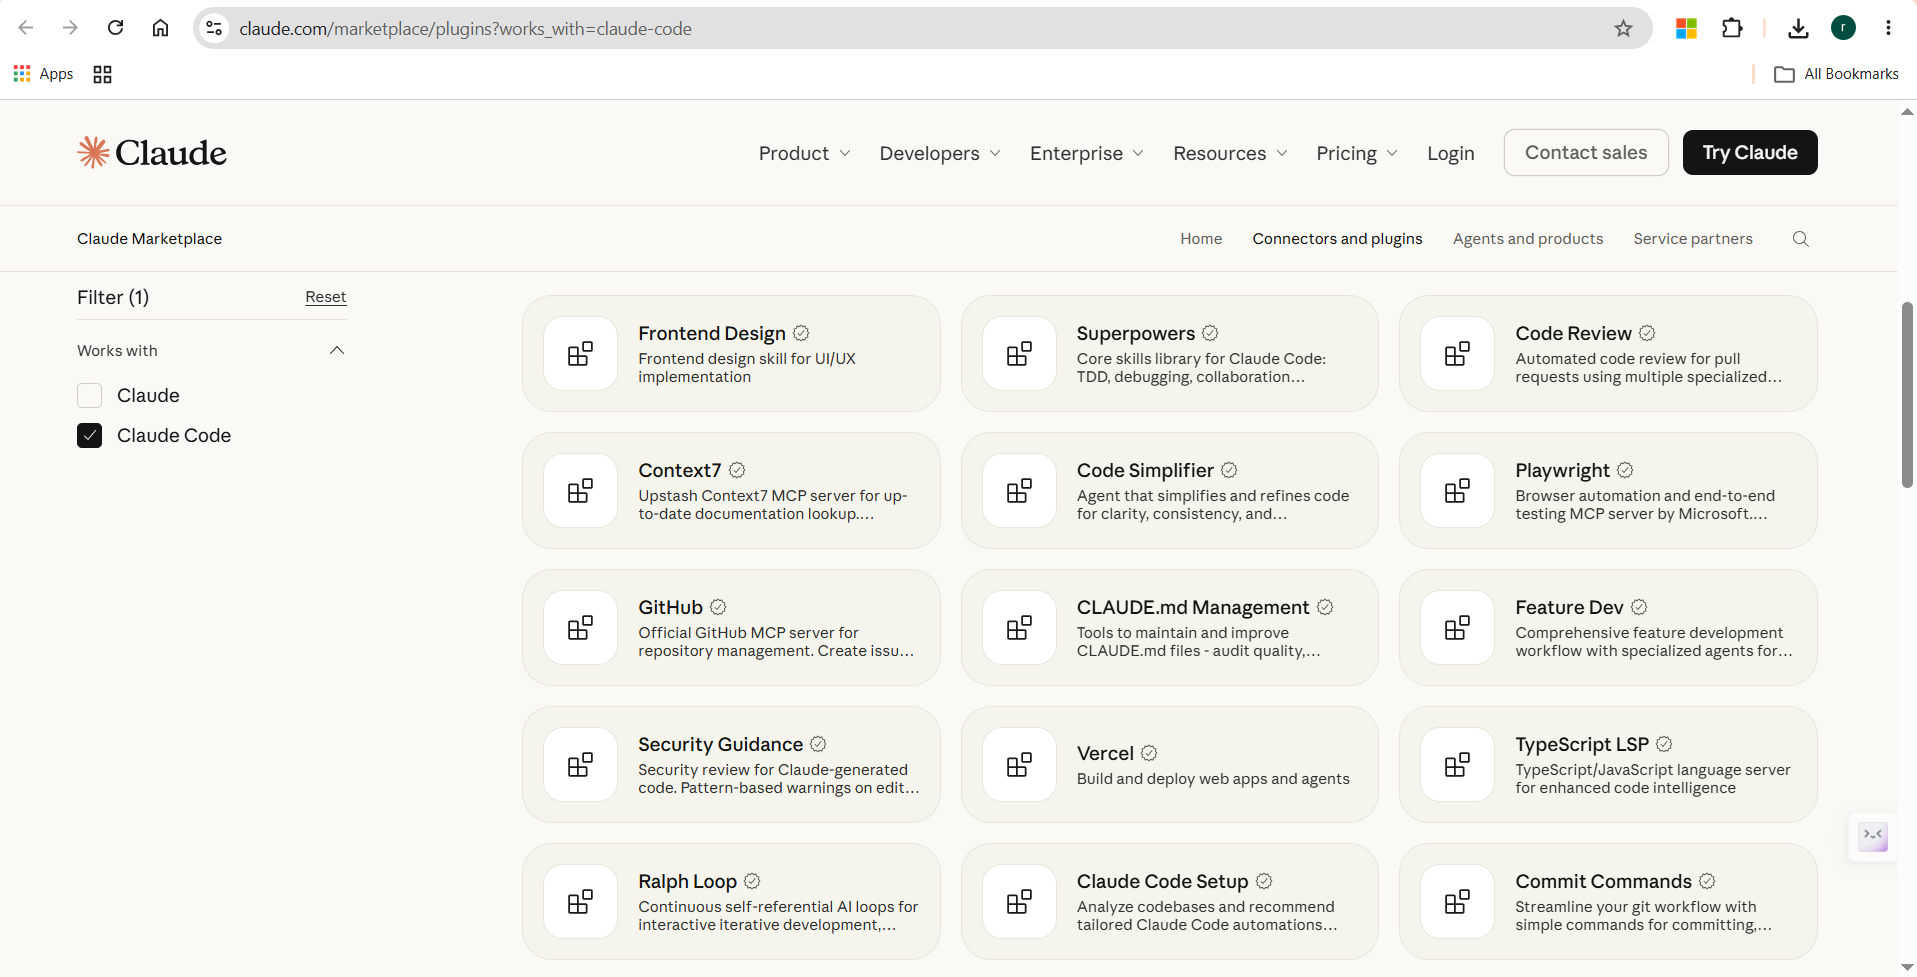 claude.com/marketplace/plugins?works_with=claude-code
r
Apps
All Bookmarks
Claude
Product
Developers
Enterprise
Resources
Pricing
Login
Contact sales
Try Claude
Claude Marketplace
Home
Connectors and plugins
Agents and products
Service partners
Filter (1)
Reset
Works with
Claude
Claude Code
Frontend Design
Frontend design skill for UI/UX
implementation
Superpowers
Core skills library for Claude Code:
TDD, debugging, collaboration...
Code Review
Automated code review for pull
requests using multiple specialized...
Context7
Upstash Context7 MCP server for up-
to-date documentation lookup....
Code Simplifier
Agent that simplifies and refines code
for clarity, consistency, and...
Playwright
Browser automation and end-to-end
testing MCP server by Microsoft....
GitHub
Official GitHub MCP server for
repository management. Create issu...
CLAUDE.md Management
Tools to maintain and improve
CLAUDE.md files - audit quality,...
Feature Dev
Comprehensive feature development
workflow with specialized agents for...
Security Guidance
Security review for Claude-generated
code. Pattern-based warnings on edit...
Vercel
Build and deploy web apps and agents
TypeScript LSP
TypeScript/JavaScript language server
for enhanced code intelligence
Ralph Loop
Continuous self-referential AI loops for
interactive iterative development,...
Claude Code Setup
Analyze codebases and recommend
tailored Claude Code automations...
Commit Commands
Streamline your git workflow with
simple commands for committing,...